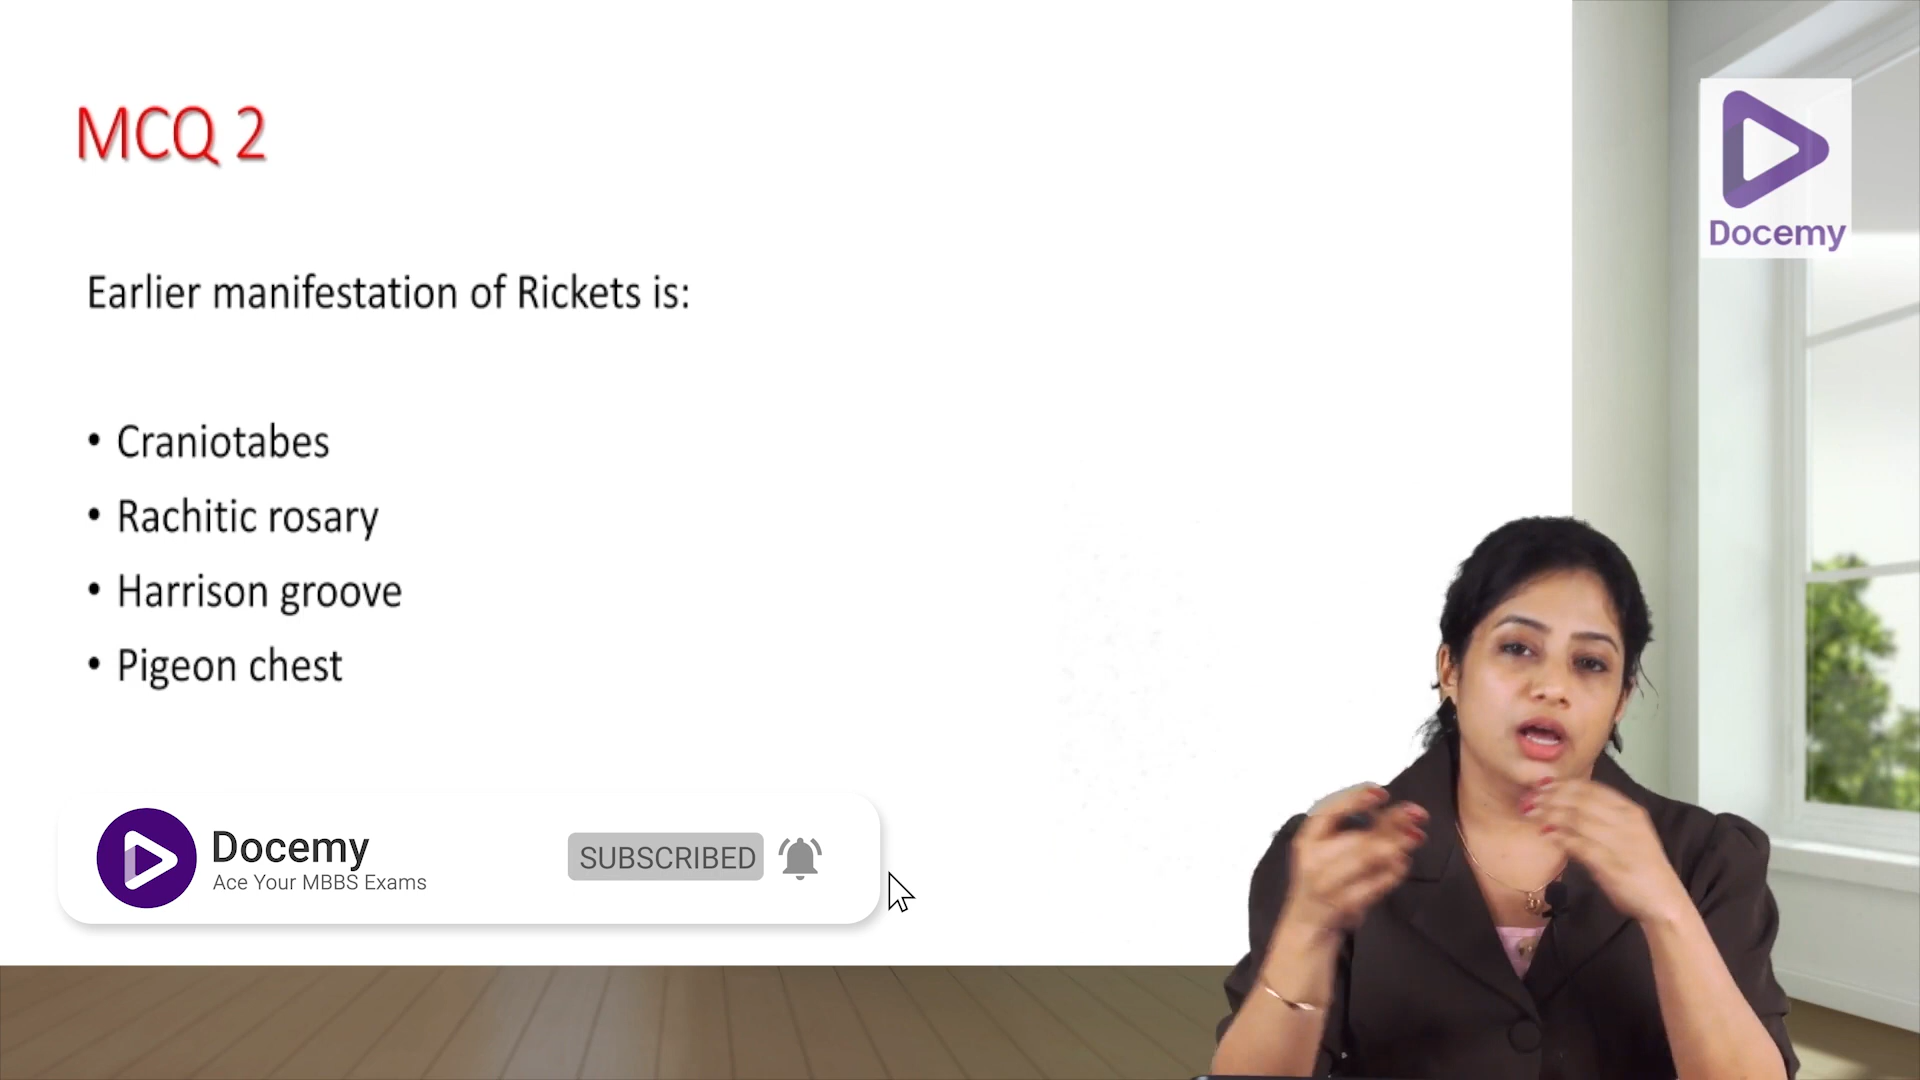 MCQ 2
Docemy
Earlier manifestation of Rickets is:
• Craniotabes
• Rachitic rosary
• Harrison groove
• Pigeon chest
Docemy
Ace Your MBBS Exams
SUBSCRIBED